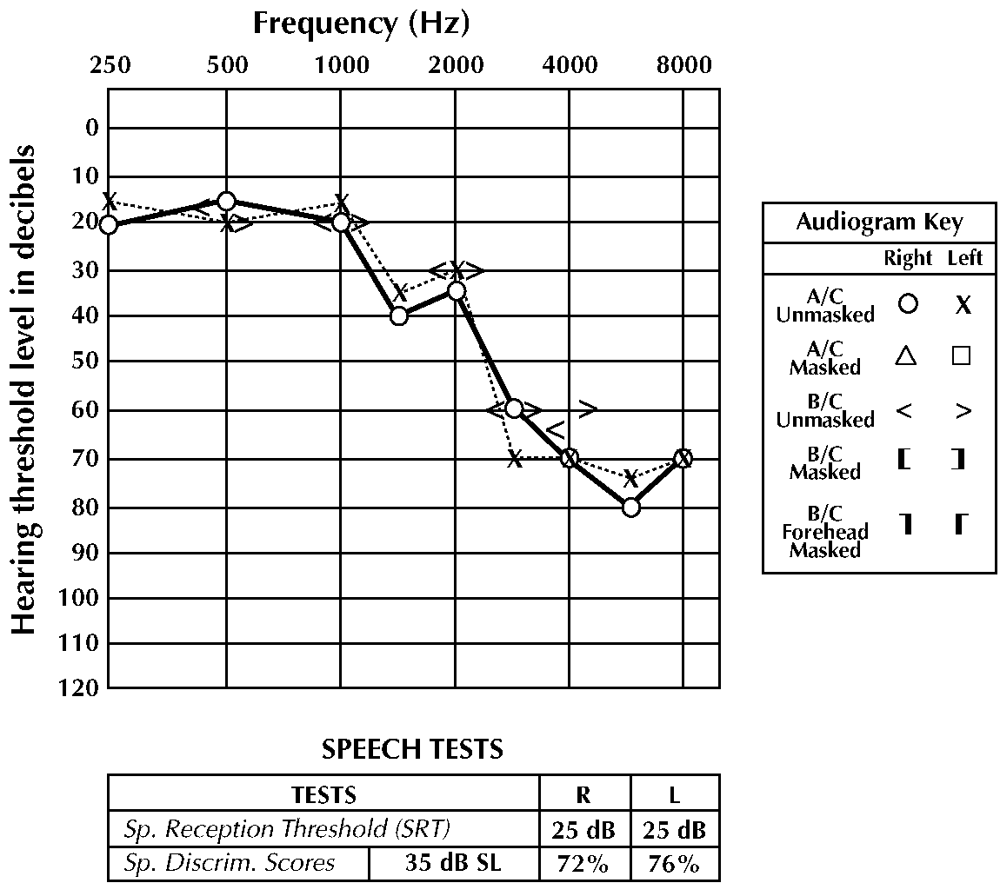 Frequency (Hz)
250 500 1000 2000 4000 8000
Hearing threshold level in decibels
0
10
20
30
40
50
60
70
80
90
100
110
120
Audiogram Key
Right Left
A/C
Unmasked
A/C
Masked
B/C
Unmasked
B/C
Masked
B/C
Forehead
Masked
SPEECH TESTS
TESTS R L
Sp. Reception Threshold (SRT) 25 dB 25 dB
Sp. Discrim. Scores 35 dB SL 72% 76%